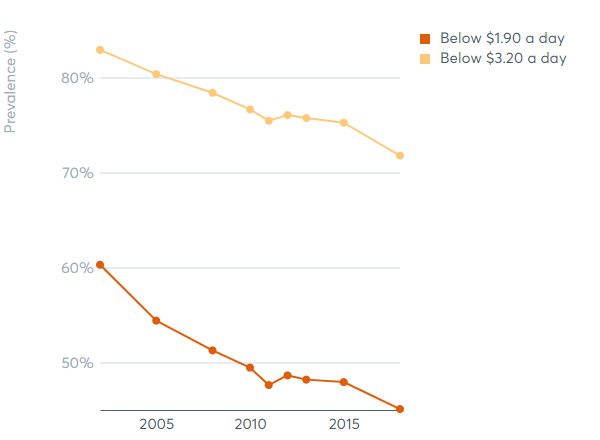 Prevalence (%)
Below $1.90 a day
Below $3.20 a day
80%
70%
60%
50%
2005 2010 2015